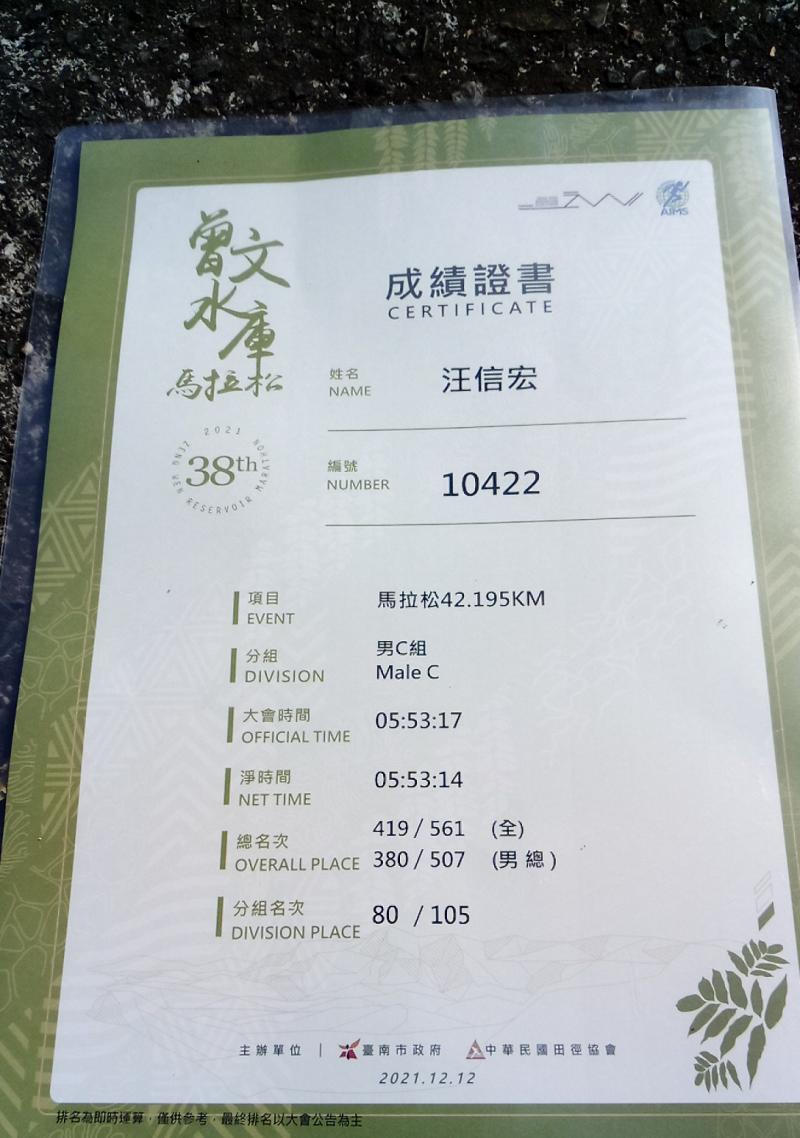 AIMS
曾文
水庫
馬拉松
2021
38th
ZENG WEN RESERVOIR MARATHON
成績證書
CERTIFICATE
姓名
NAME
汪信宏
編號
NUMBER
10422
項目
EVENT
馬拉松42.195KM
分組
DIVISION
男C組
Male C
大會時間
OFFICIAL TIME
05:53:17
淨時間
NET TIME
05:53:14
總名次
OVERALL PLACE
419 / 561 (全)
380 / 507 (男總)
分組名次
DIVISION PLACE
80 / 105
主辦單位 | 臺南市政府 中華民國田徑協會
2021.12.12
排名為即時運算，僅供參考，最終排名以大會公告為主